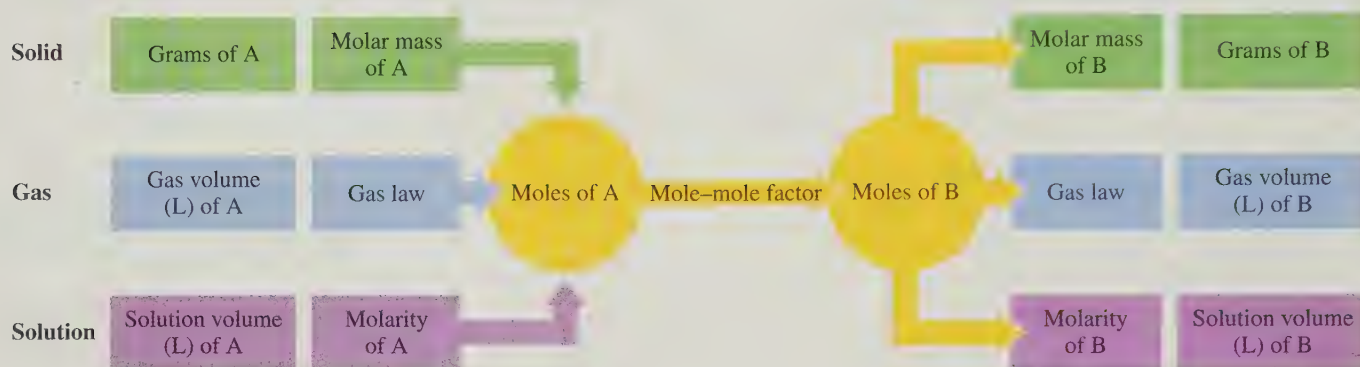 Solid
Grams of A
Molar mass
of A
Molar mass
of B
Grams of B
Gas
Gas volume
(L) of A
Gas law
Moles of A
Mole–mole factor
Moles of B
Gas law
Gas volume
(L) of B
Solution
Solution volume
(L) of A
Molarity
of A
Molarity
of B
Solution volume
(L) of B